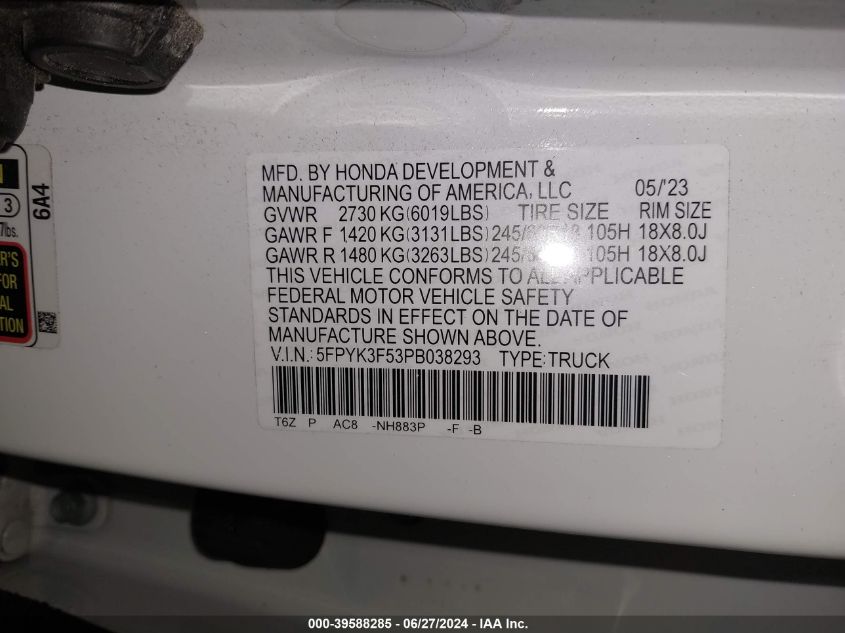 MFD. BY HONDA DEVELOPMENT &
MANUFACTURING OF AMERICA, LLC 05/'23
GVWR 2730 KG(6019LBS) TIRE SIZE RIM SIZE
GAWR F 1420 KG(3131LBS) 105H 18X8.0J
GAWR R 1480 KG(3263LBS) 105H 18X8.0J
THIS VEHICLE CONFORMS TO ALL APPLICABLE
FEDERAL MOTOR VEHICLE SAFETY
STANDARDS IN EFFECT ON THE DATE OF
MANUFACTURE SHOWN ABOVE.
V.I.N.: 5FPYK3F53PB038293 TYPE:TRUCK
T6Z P AC8 -NH883P -F -B
6A4
3
lbs.
FOR
000-39588285 - 06/27/2024 - IAA Inc.